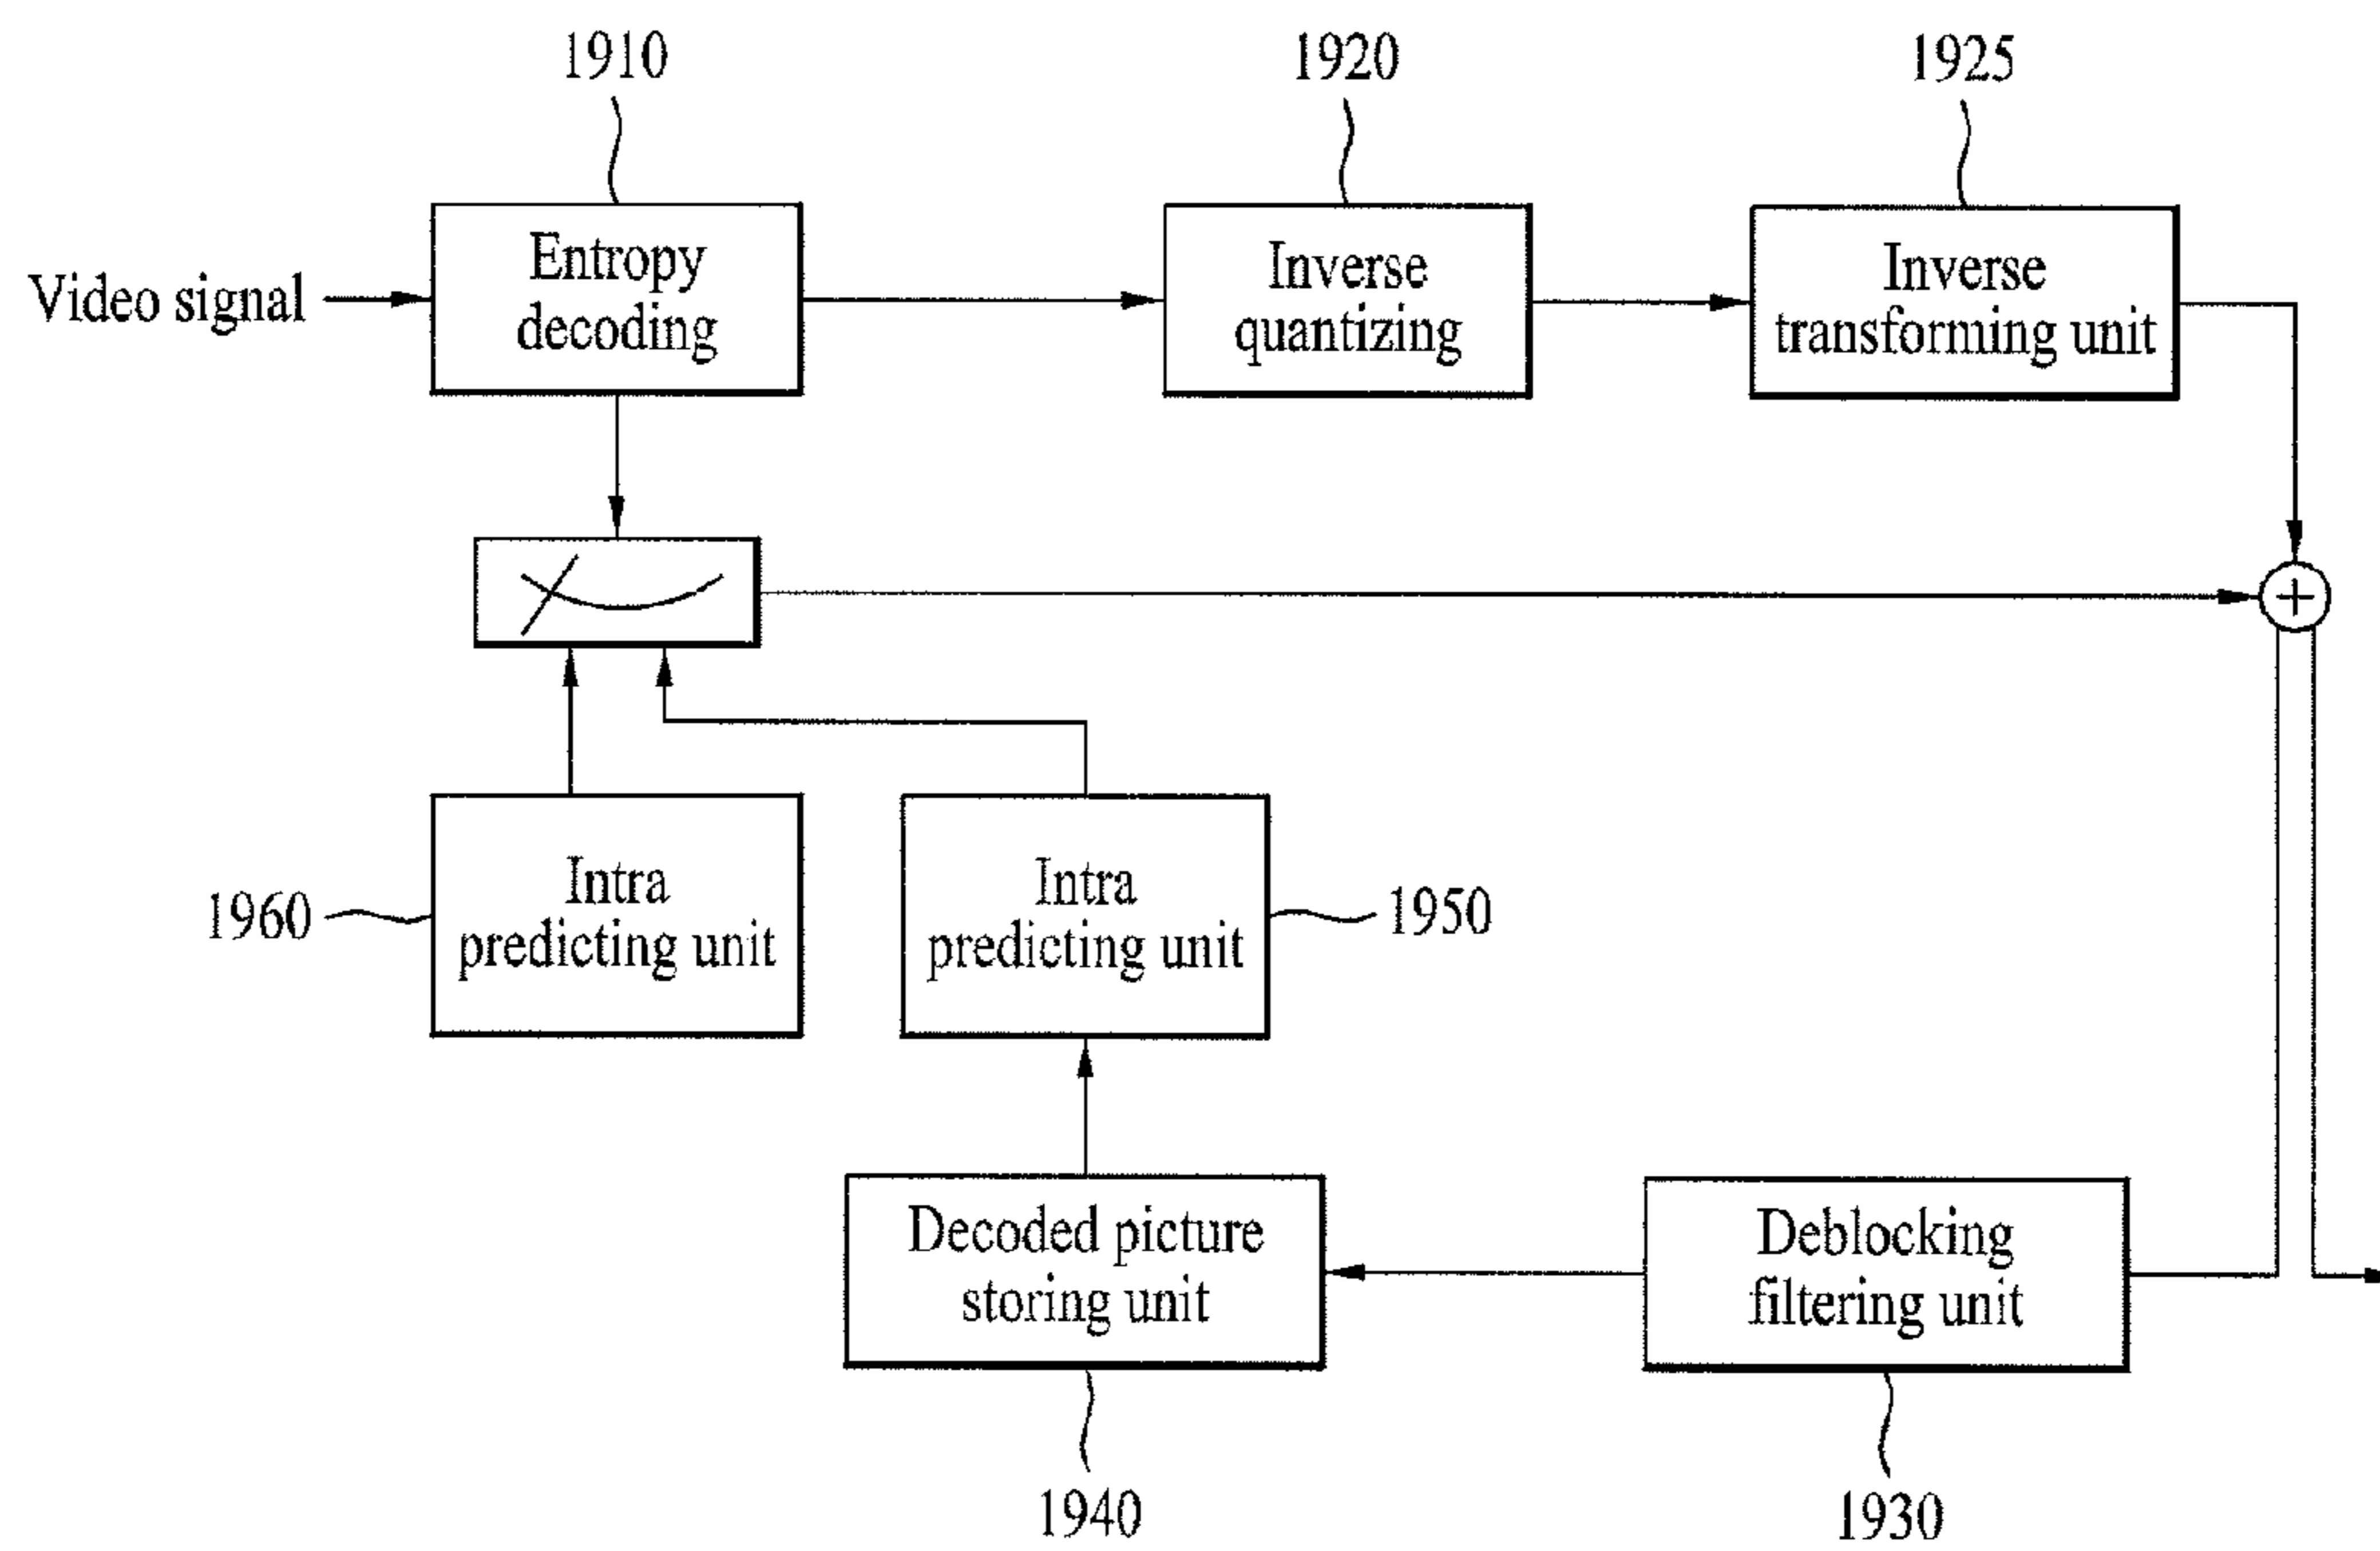 1910
1920
1925
Video signal
Entropy
decoding
Inverse
quantizing
Inverse
transforming unit
+
1960
Intra
predicting unit
Intra
predicting unit
1950
Decoded picture
storing unit
Deblocking
filtering unit
1940
1930